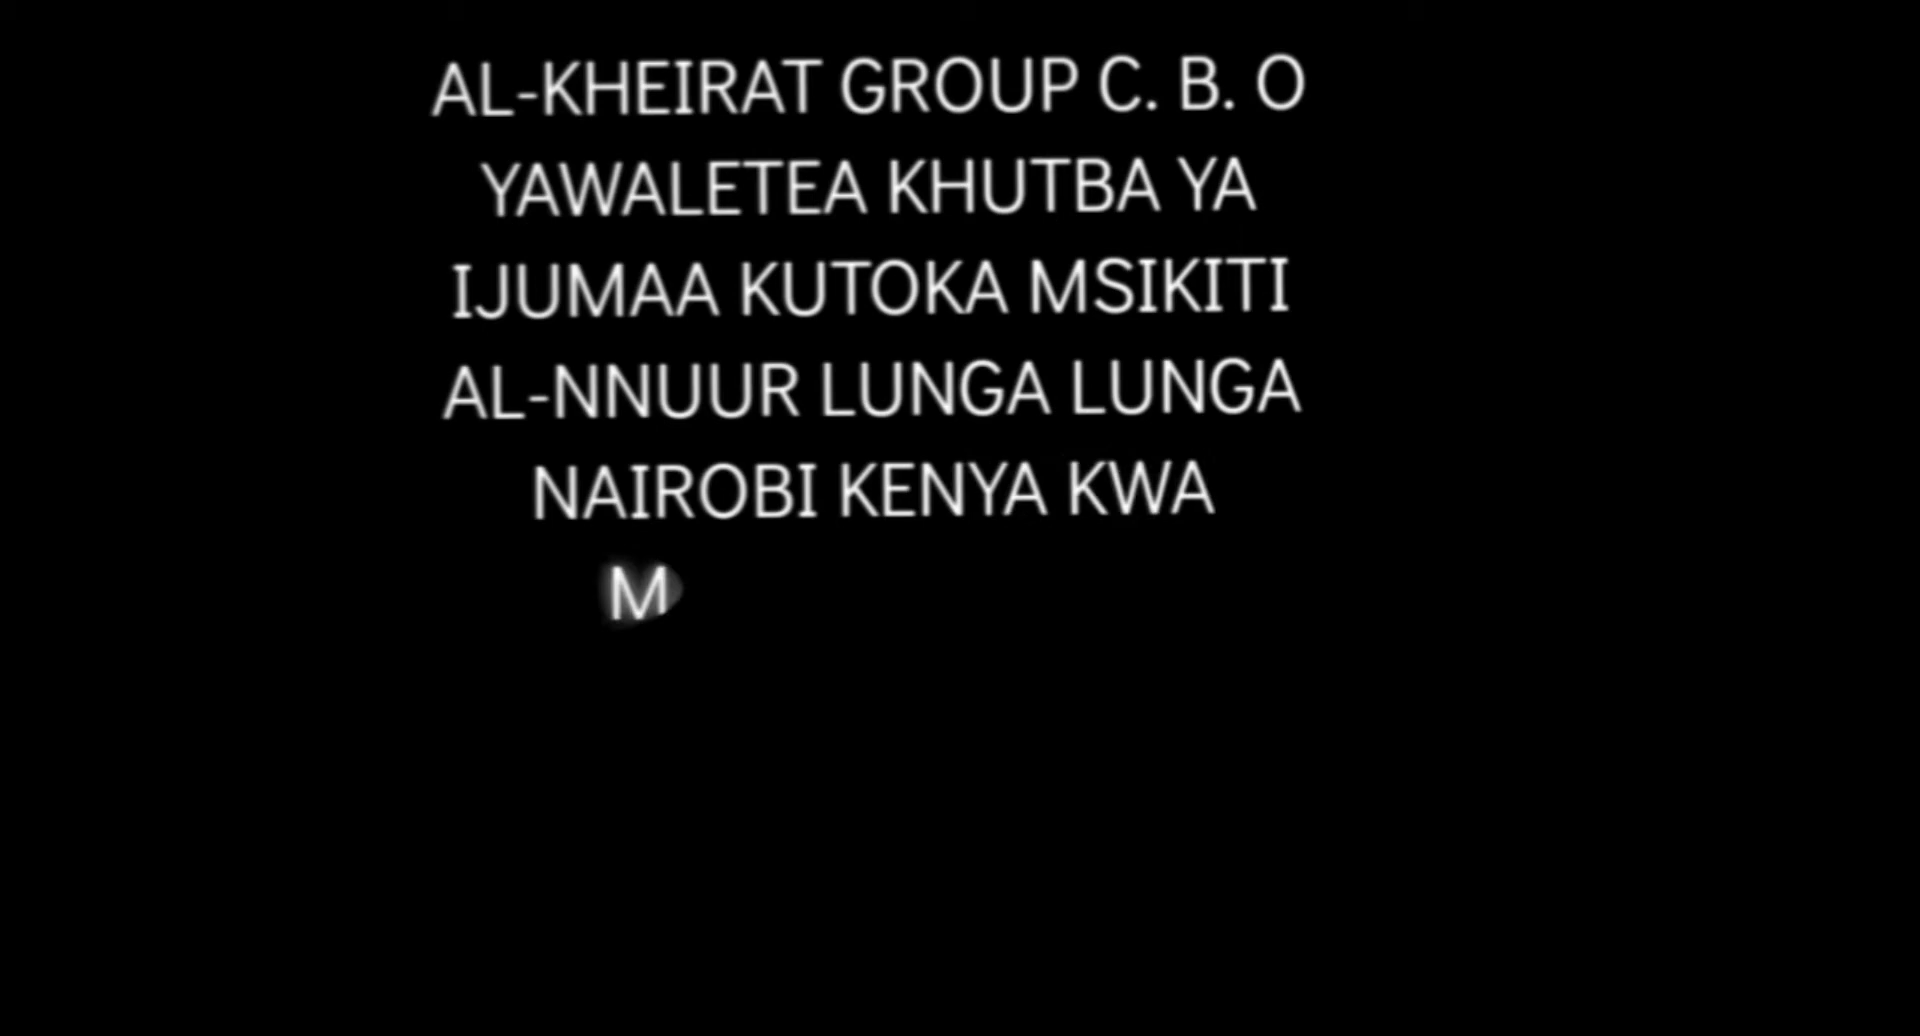 AL-KHEIRAT GROUP C. B. O
YAWALETEA KHUTBA YA
IJUMAA KUTOKA MSIKITI
AL-NNUUR LUNGA LUNGA
NAIROBI KENYA KWA
M